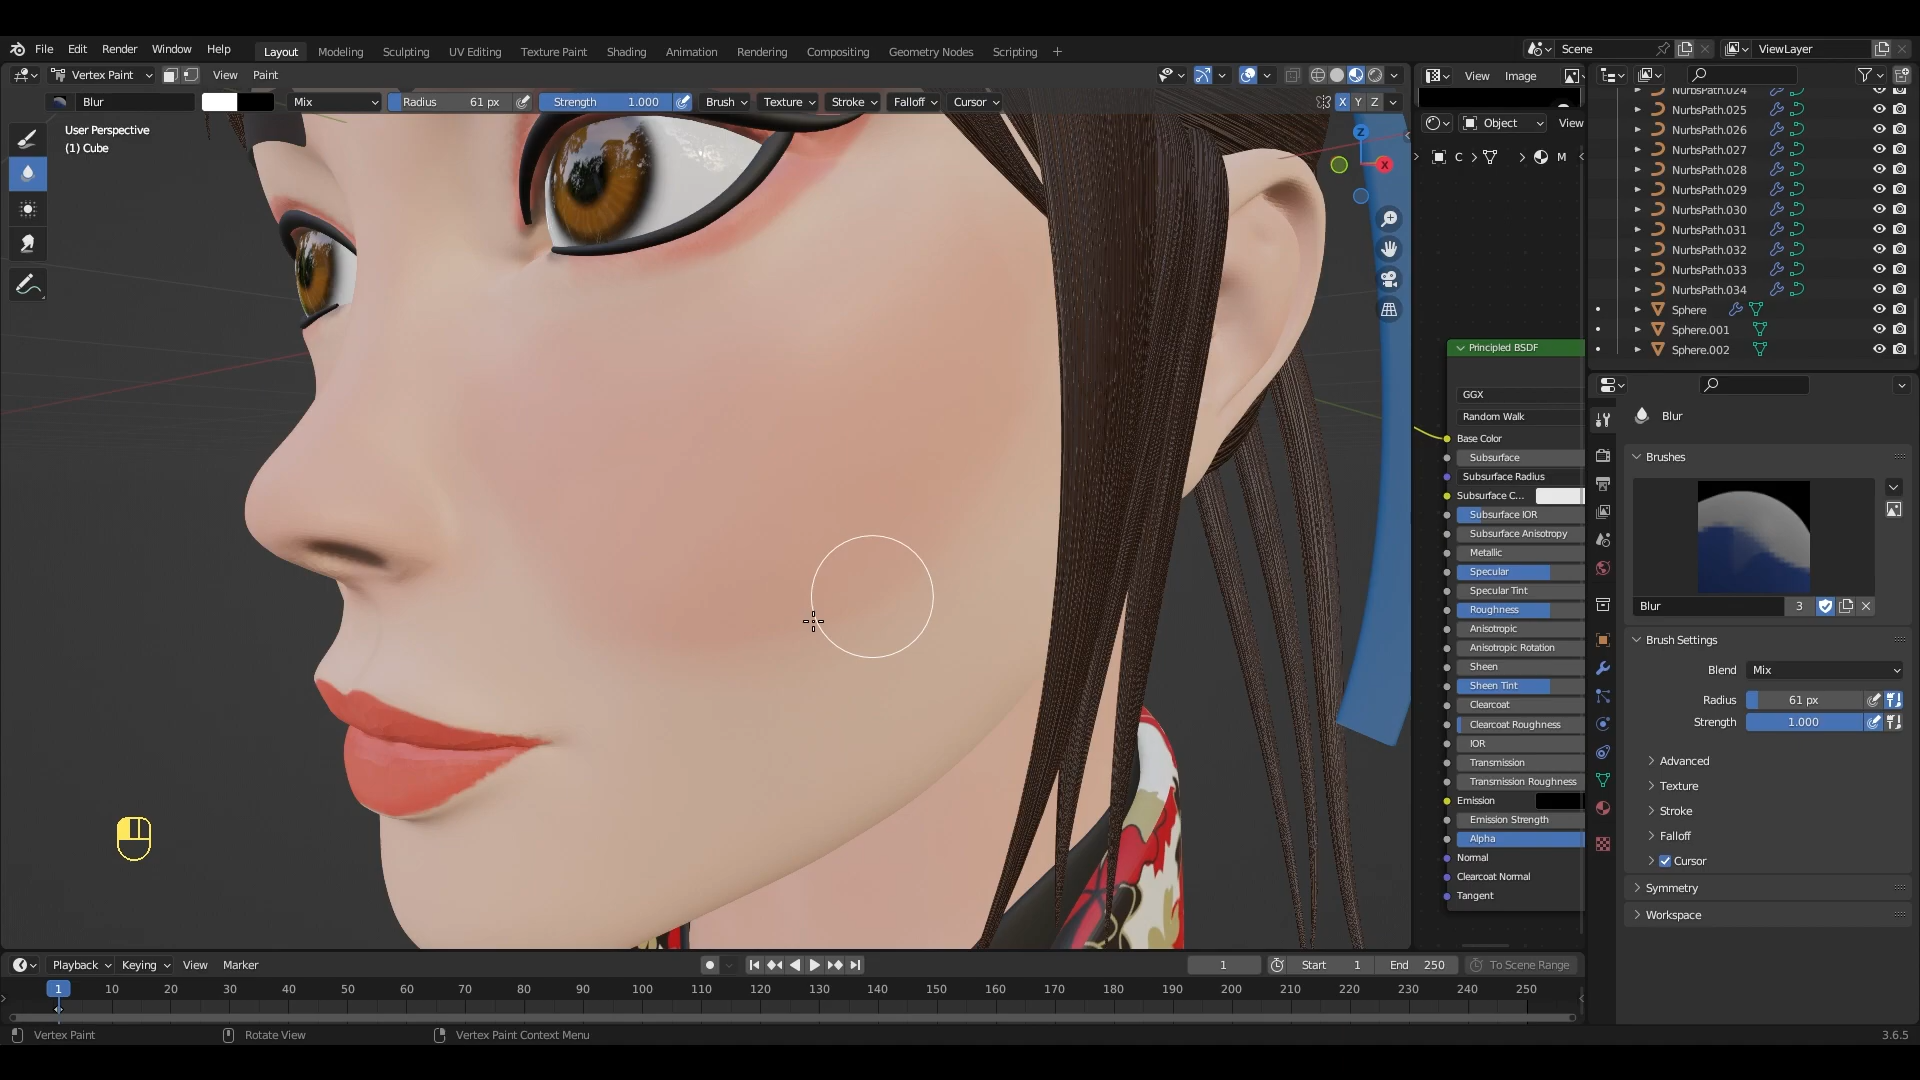 File Edit Render Window Help Layout Modeling Sculpting UV Editing Texture Paint Shading Animation Rendering Compositing Geometry Nodes Scripting + Scene ViewLayer
Vertex Paint View Paint View Image
Blur Mix Radius 61 px Strength 1.000 Brush Texture Stroke Falloff Cursor X Y Z
Object View
User Perspective
(1) Cube
Z
X
C M
NurbsPath.024
NurbsPath.025
NurbsPath.026
NurbsPath.027
NurbsPath.028
NurbsPath.029
NurbsPath.030
NurbsPath.031
NurbsPath.032
NurbsPath.033
NurbsPath.034
Sphere
Sphere.001
Sphere.002
Principled BSDF
GGX
Random Walk
Base Color
Subsurface
Subsurface Radius
Subsurface C...
Subsurface IOR
Subsurface Anisotropy
Metallic
Specular
Specular Tint
Roughness
Anisotropic
Anisotropic Rotation
Sheen
Sheen Tint
Clearcoat
Clearcoat Roughness
IOR
Transmission
Transmission Roughness
Emission
Emission Strength
Alpha
Normal
Clearcoat Normal
Tangent
Blur
Brushes
Blur 3
Brush Settings
Blend Mix
Radius 61 px
Strength 1.000
Advanced
Texture
Stroke
Falloff
Cursor
Symmetry
Workspace
Playback Keying View Marker 1 Start 1 End 250 To Scene Range
1 10 20 30 40 50 60 70 80 90 100 110 120 130 140 150 160 170 180 190 200 210 220 230 240 250
Vertex Paint Rotate View Vertex Paint Context Menu 3.6.5